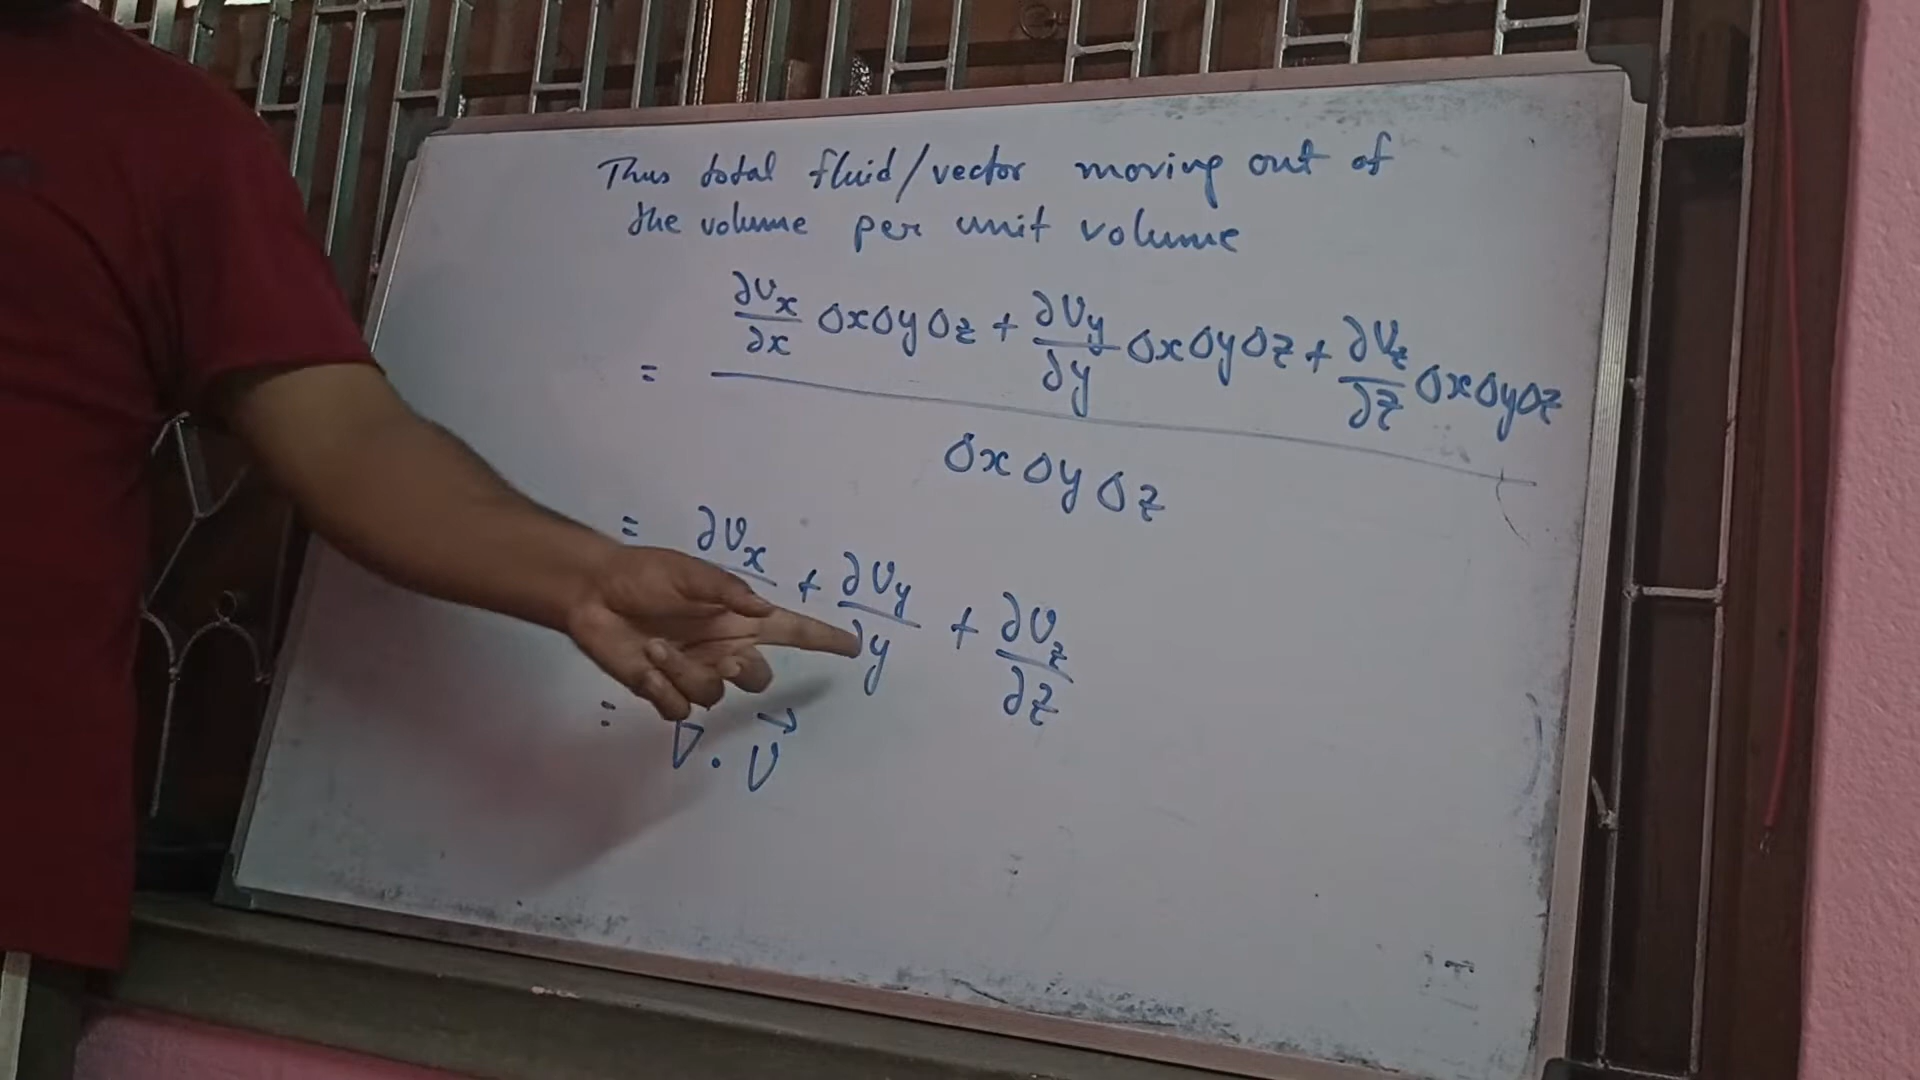 Thus total fluid/vector moving out of
the volume per unit volume
= (∂Vx/∂x ΔxΔyΔz + ∂Vy/∂y ΔxΔyΔz + ∂Vz/∂z ΔxΔyΔz) / ΔxΔyΔz
= ∂Vx + ∂Vy/∂y + ∂Vz/∂z
= ∇ · V⃗